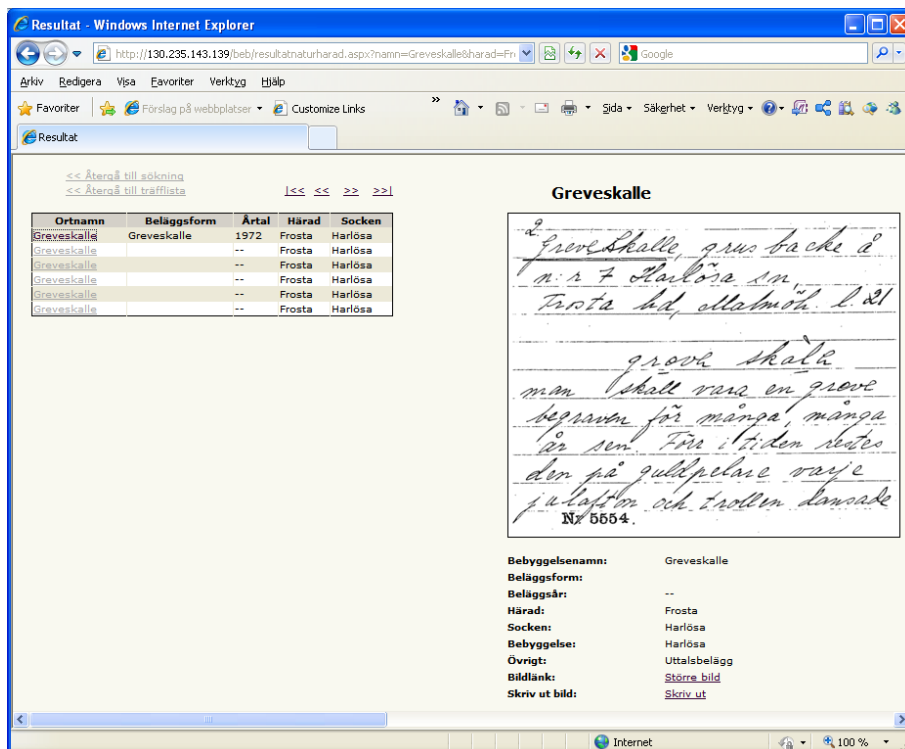 Resultat - Windows Internet Explorer
http://130.235.143.139/beb/resultatnaturharad.aspx?namn=Greveskalle&harad=Fro
Google
Arkiv Redigera Visa Favoriter Verktyg Hjälp
Favoriter Förslag på webbplatser Customize Links » Sida Säkerhet Verktyg
Resultat
<< Återgå till sökning
<< Återgå till träfflista |<< << >> >>|
Ortnamn Beläggsform Årtal Härad Socken
Greveskalle Greveskalle 1972 Frosta Harlösa
Greveskalle -- Frosta Harlösa
Greveskalle -- Frosta Harlösa
Greveskalle -- Frosta Harlösa
Greveskalle -- Frosta Harlösa
Greveskalle -- Frosta Harlösa
Greveskalle
2.
Greveskalle, grusbacke å
n:r 7 Harlösa sn,
Frosta hd, Malmöh. l. 21
man skall vara en greve
begraven för många, många
år sen. Förr i tiden restes
den på guldpelare varje
julafton och trollen dansade
Nr 5554.
Bebyggelsenamn: Greveskalle
Beläggsform:
Beläggsår: --
Härad: Frosta
Socken: Harlösa
Bebyggelse: Harlösa
Övrigt: Uttalsbelägg
Bildlänk: Större bild
Skriv ut bild: Skriv ut
Internet 100 %